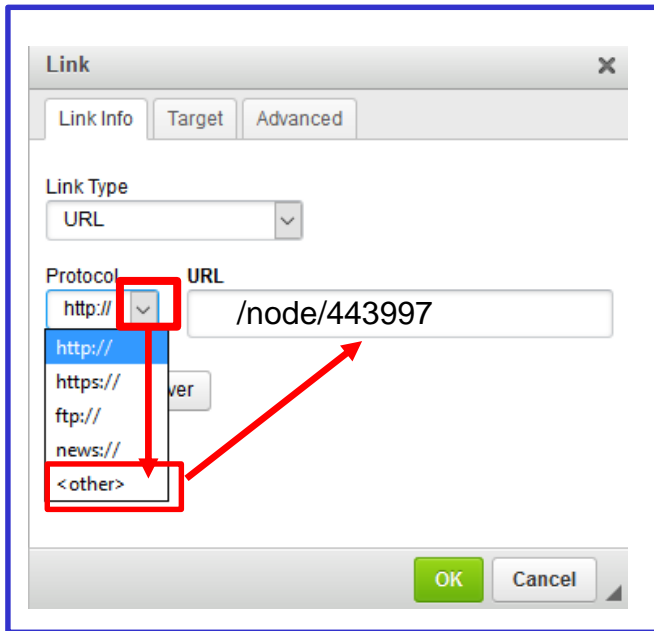 Link
Link Info Target Advanced
Link Type
URL
Protocol URL
http:// /node/443997
http://
https://
ftp://
news://
<other>
OK Cancel